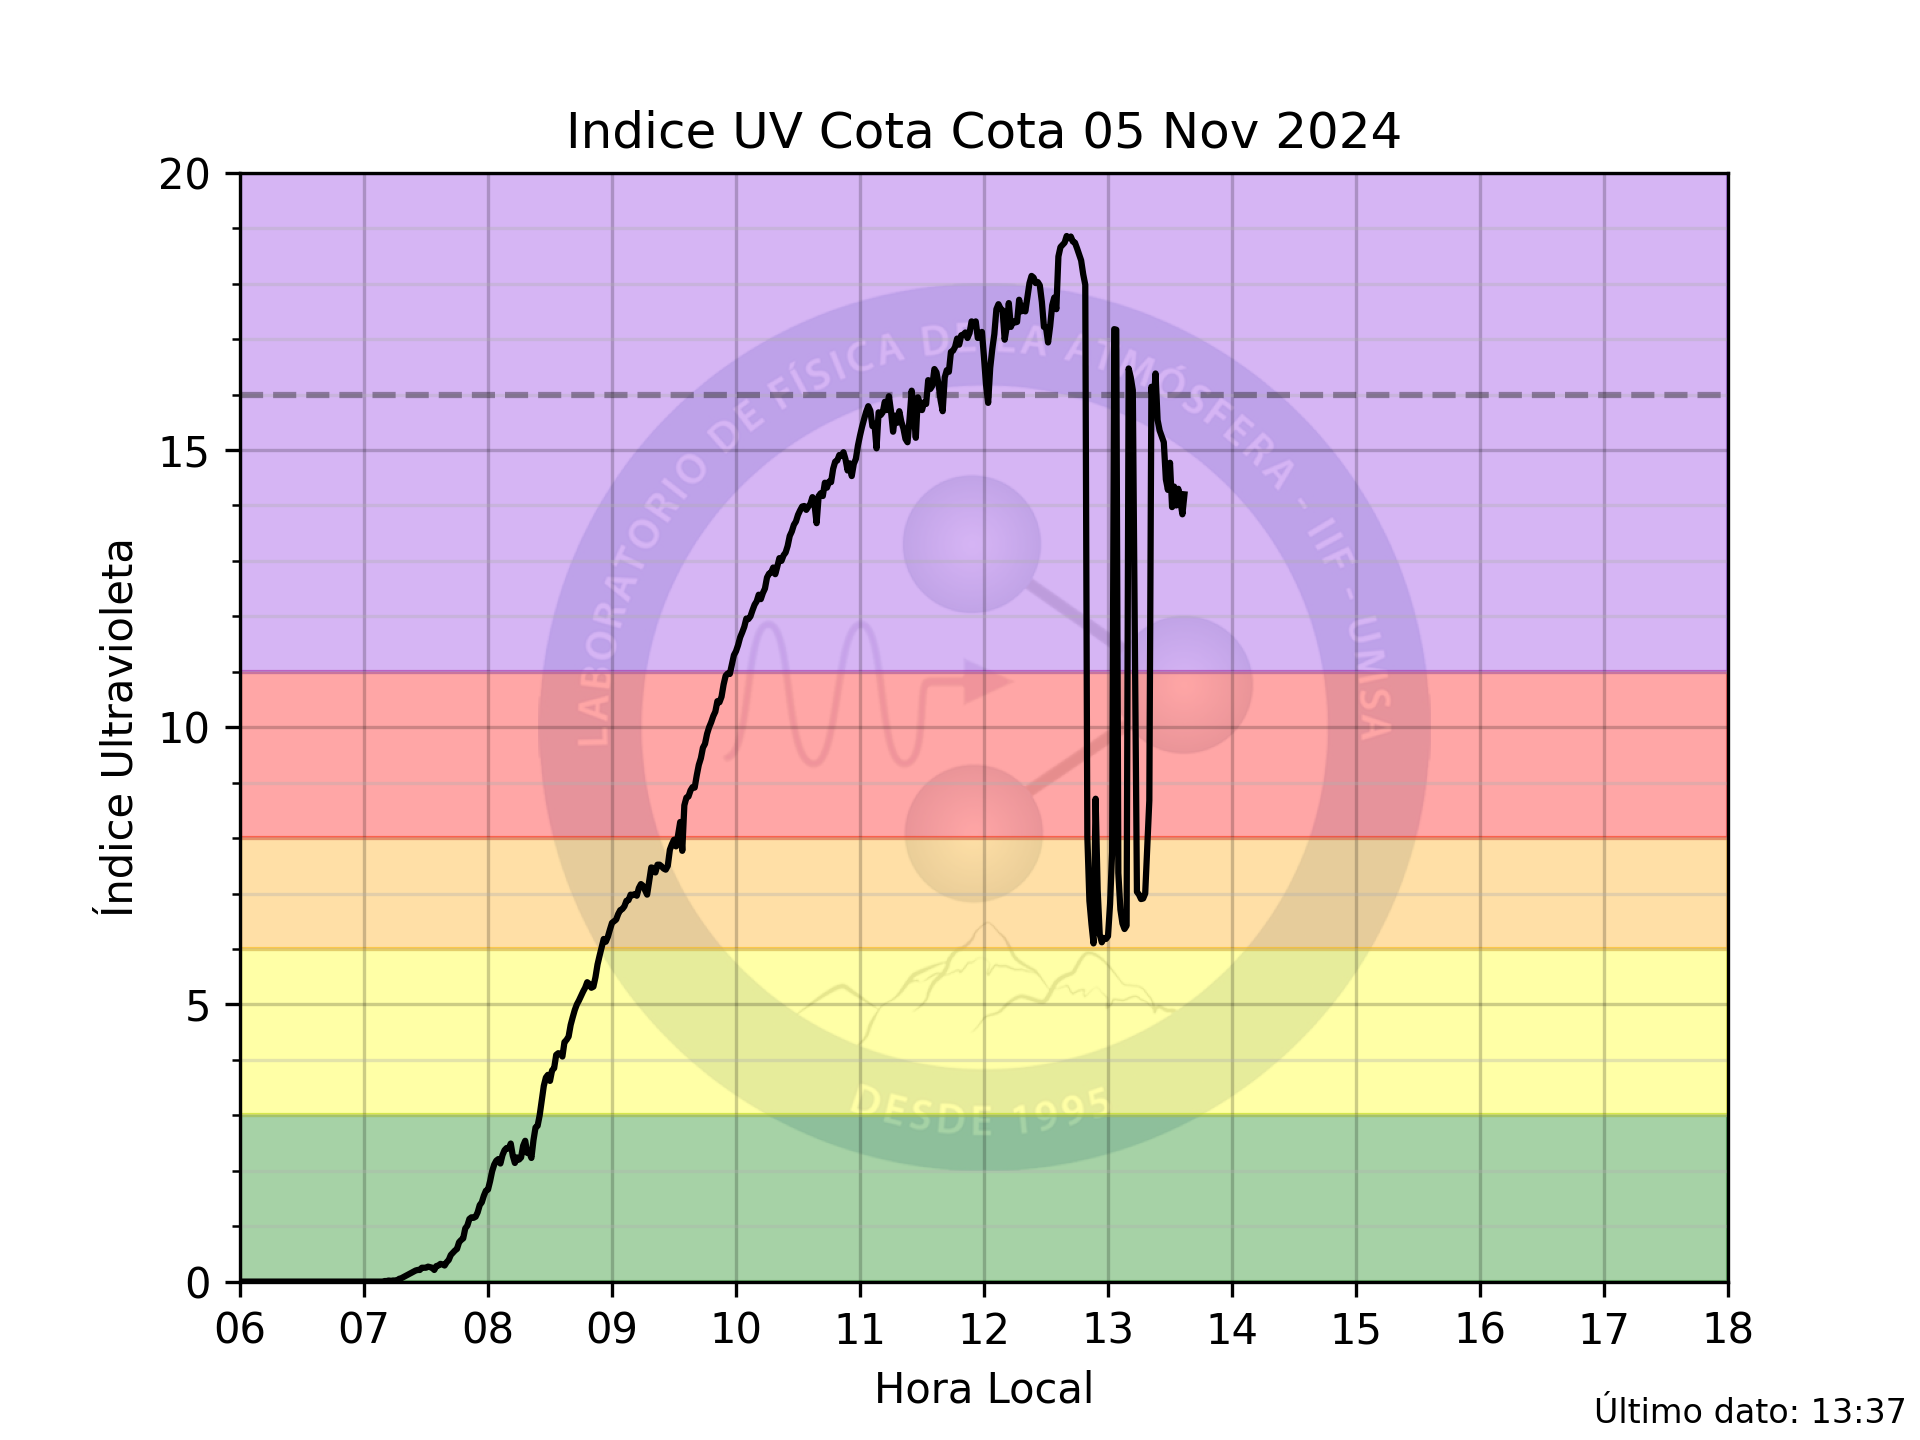 Indice UV Cota Cota 05 Nov 2024
20
15
10
5
0
Índice Ultravioleta
LABORATORIO DE FÍSICA DE LA ATMÓSFERA - IIF - UMSA
DESDE 1995
06 07 08 09 10 11 12 13 14 15 16 17 18
Hora Local
Último dato: 13:37